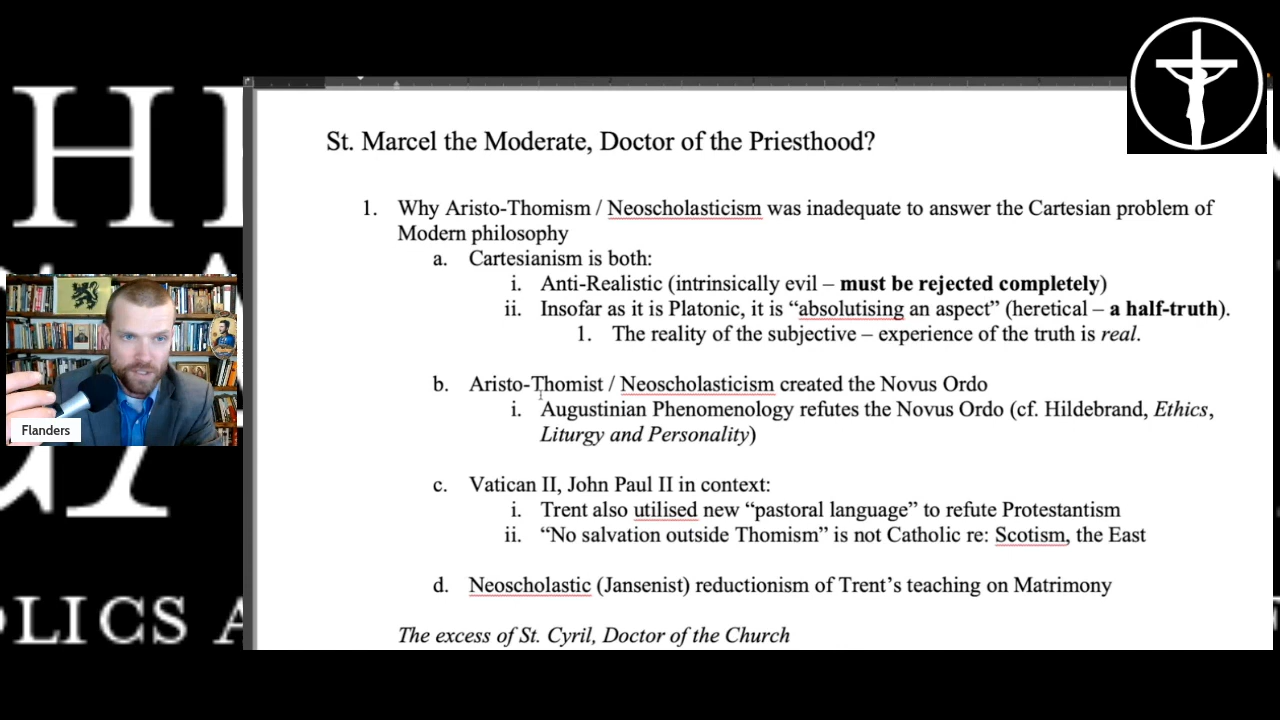 St. Marcel the Moderate, Doctor of the Priesthood?
1. Why Aristo-Thomism / Neoscholasticism was inadequate to answer the Cartesian problem of
Modern philosophy
a. Cartesianism is both:
i. Anti-Realistic (intrinsically evil – must be rejected completely)
ii. Insofar as it is Platonic, it is “absolutising an aspect” (heretical – a half-truth).
1. The reality of the subjective – experience of the truth is real.
b. Aristo-Thomist / Neoscholasticism created the Novus Ordo
i. Augustinian Phenomenology refutes the Novus Ordo (cf. Hildebrand, Ethics,
Liturgy and Personality)
c. Vatican II, John Paul II in context:
i. Trent also utilised new “pastoral language” to refute Protestantism
ii. “No salvation outside Thomism” is not Catholic re: Scotism, the East
d. Neoscholastic (Jansenist) reductionism of Trent’s teaching on Matrimony
The excess of St. Cyril, Doctor of the Church
Flanders
H
OLICS A